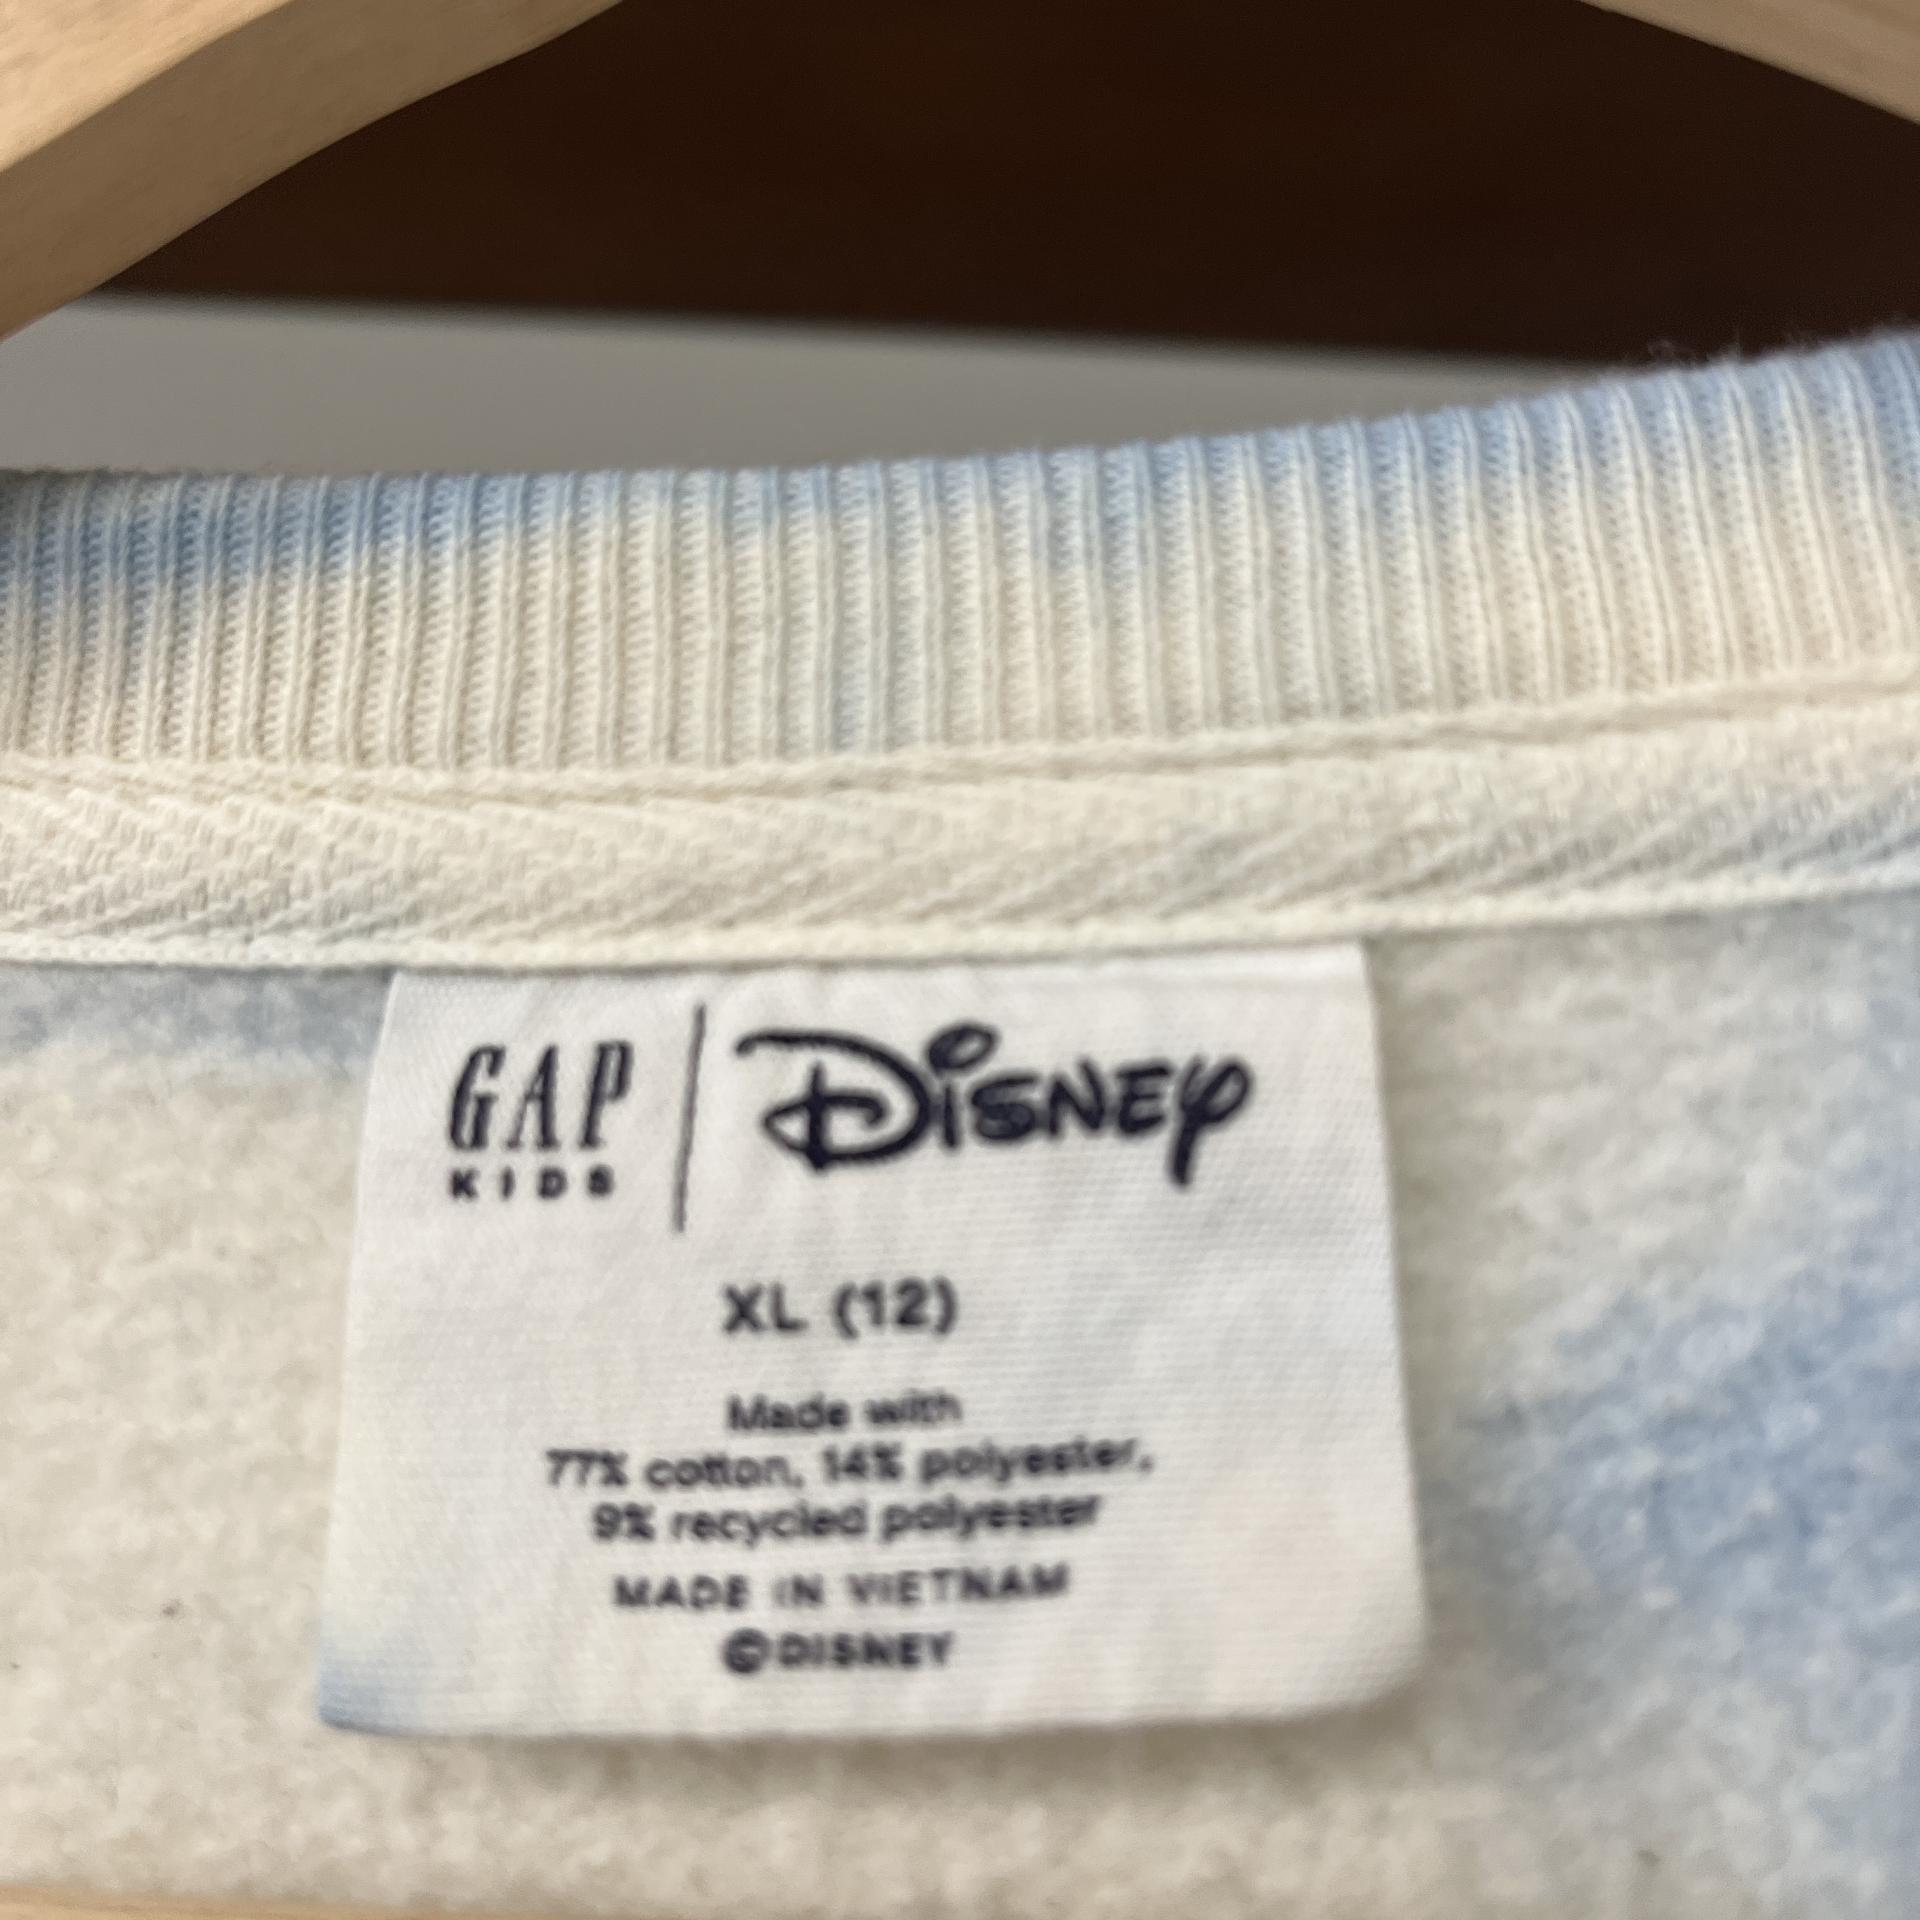 GAP
KIDS
Disney
XL (12)
Made with
77% cotton, 14% polyester,
9% recycled polyester
MADE IN VIETNAM
©DISNEY